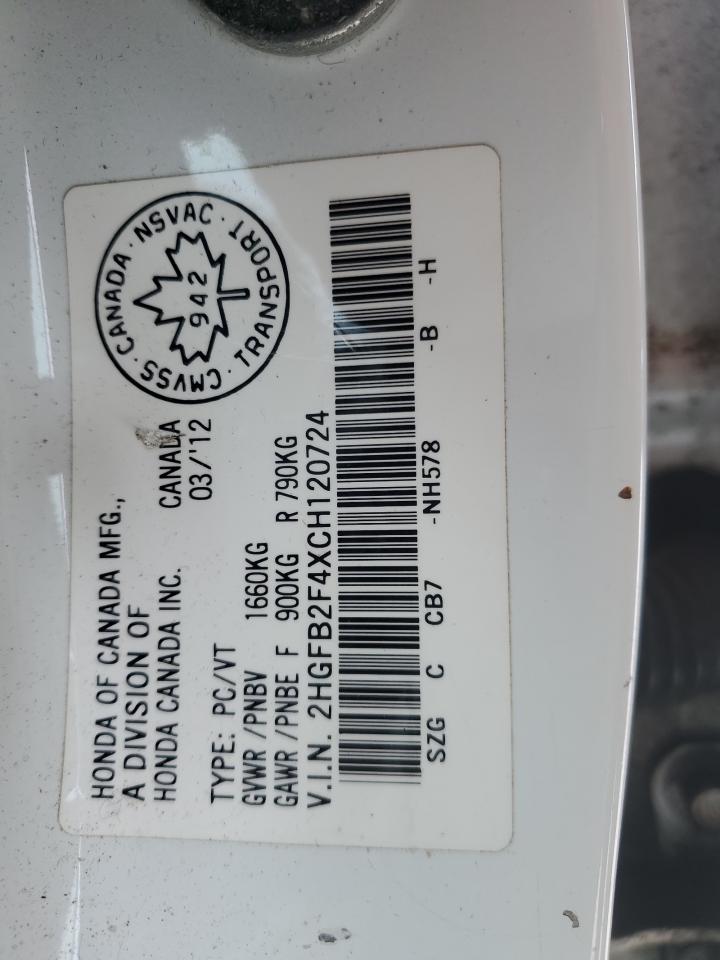 HONDA OF CANADA MFG.,
A DIVISION OF
HONDA CANADA INC.
CANADA
03/'12
CMVSS · CANADA · NSVAC · TRANSPORT ·
942
TYPE: PC/VT
GVWR /PNBV 1660KG
GAWR /PNBE F 900KG R 790KG
V.I.N. 2HGFB2F4XCH120724
SZG C CB7 -NH578 -B -H